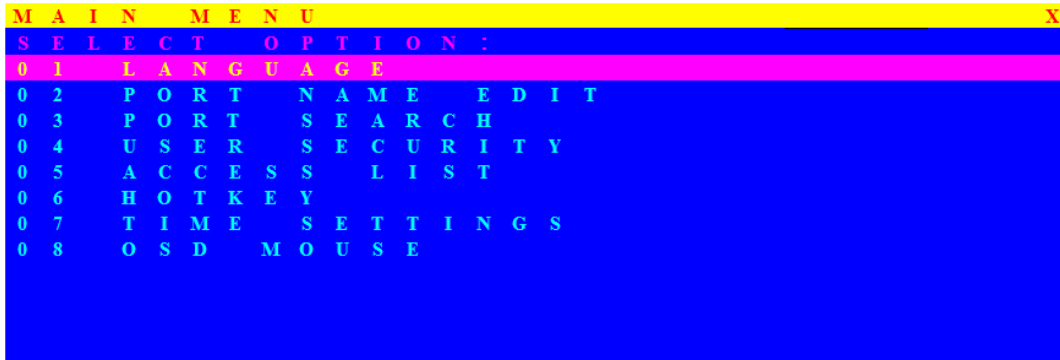 MAIN MENU X
SELECT OPTION:
01 LANGUAGE
02 PORT NAME EDIT
03 PORT SEARCH
04 USER SECURITY
05 ACCESS LIST
06 HOTKEY
07 TIME SETTINGS
08 OSD MOUSE